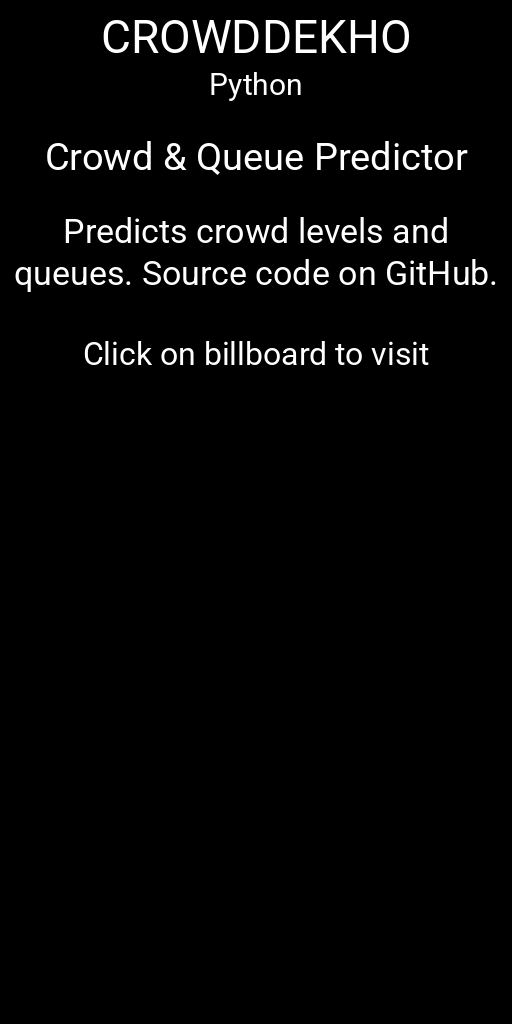 CROWDDEKHO
Python
Crowd & Queue Predictor
Predicts crowd levels and
queues. Source code on GitHub.
Click on billboard to visit